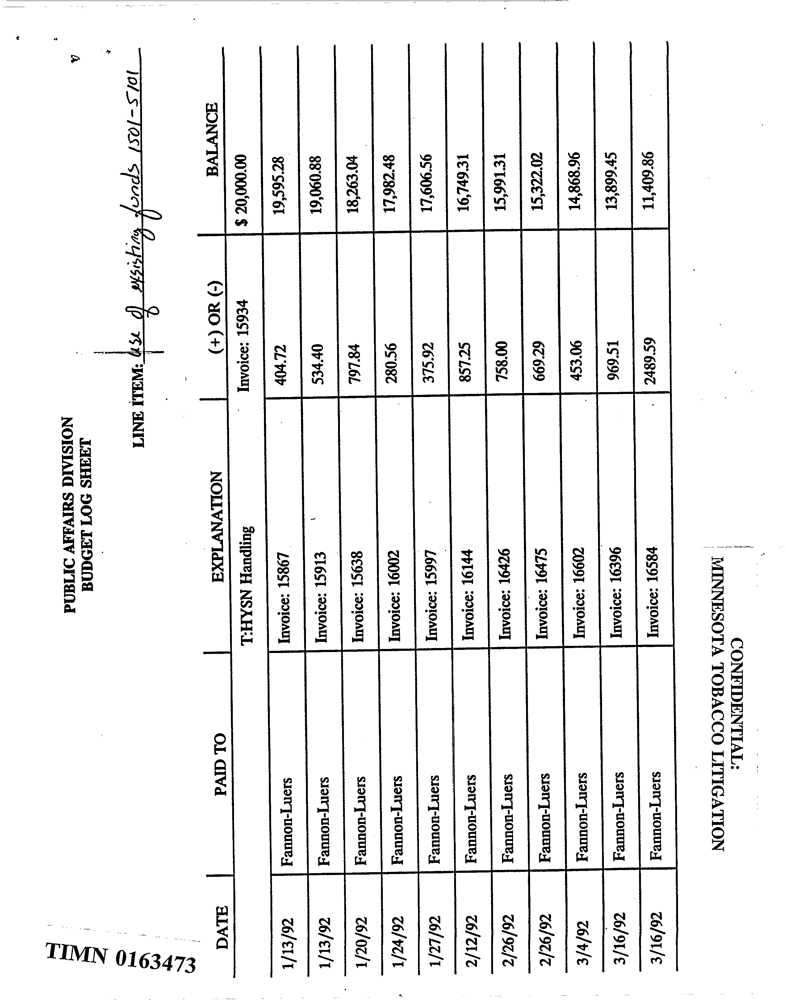 PUBLIC AFFAIRS DIVISION
BUDGET LOG SHEET
LINE ITEM: use of exsisting funds 1501-5101
DATE PAID TO EXPLANATION (+) OR (-) BALANCE
T:HYSN Handling Invoice: 15934 $ 20,000.00
1/13/92 Fannon-Luers Invoice: 15867 404.72 19,595.28
1/13/92 Fannon-Luers Invoice: 15913 534.40 19,060.88
1/20/92 Fannon-Luers Invoice: 15638 797.84 18,263.04
1/24/92 Fannon-Luers Invoice: 16002 280.56 17,982.48
1/27/92 Fannon-Luers Invoice: 15997 375.92 17,606.56
2/12/92 Fannon-Luers Invoice: 16144 857.25 16,749.31
2/26/92 Fannon-Luers Invoice: 16426 758.00 15,991.31
2/26/92 Fannon-Luers Invoice: 16475 669.29 15,322.02
3/4/92 Fannon-Luers Invoice: 16602 453.06 14,868.96
3/16/92 Fannon-Luers Invoice: 16396 969.51 13,899.45
3/16/92 Fannon-Luers Invoice: 16584 2489.59 11,409.86
CONFIDENTIAL:
MINNESOTA TOBACCO LITIGATION
TIMN 0163473